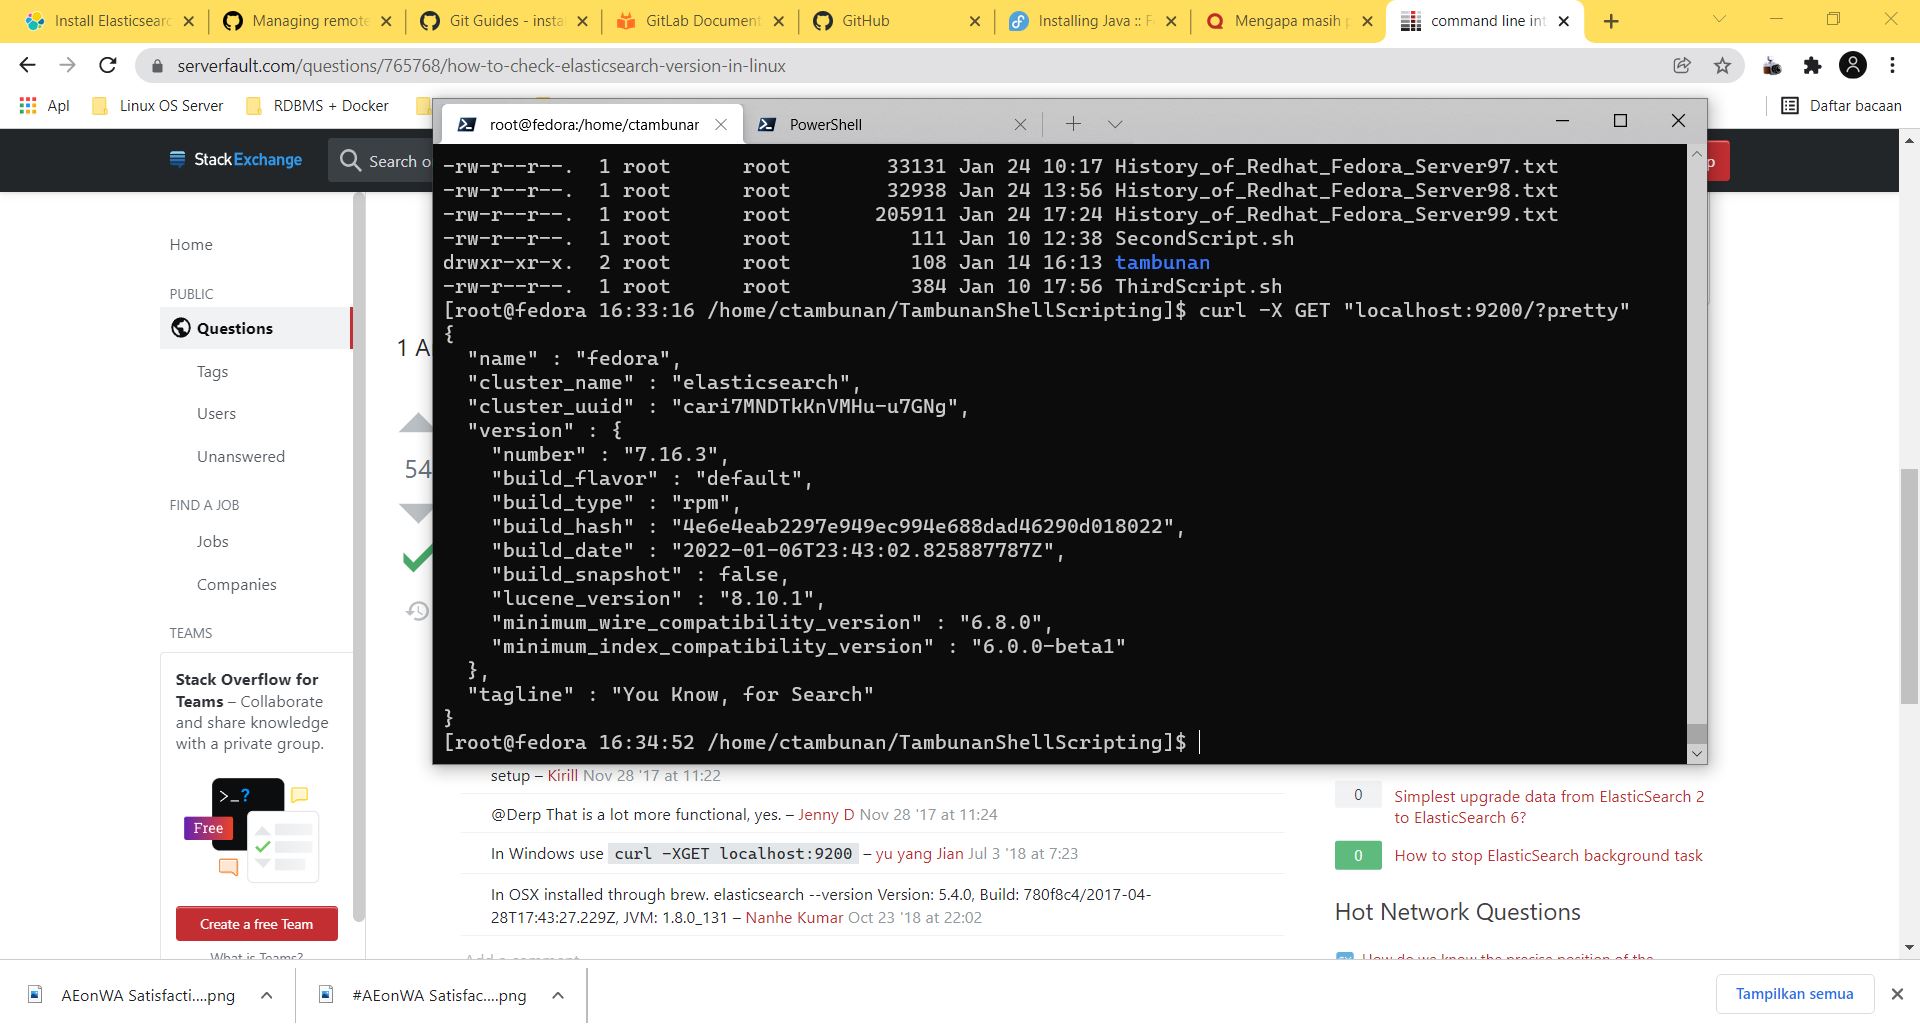 Install Elasticsearc
Managing remote
Git Guides - insta
GitLab Document
GitHub
Installing Java :: F
Mengapa masih p
command line int
serverfault.com/questions/765768/how-to-check-elasticsearch-version-in-linux
Apl
Linux OS Server
RDBMS + Docker
Daftar bacaan
root@fedora:/home/ctambunar
PowerShell
StackExchange
Search o
p
Home
PUBLIC
Questions
Tags
Users
Unanswered
FIND A JOB
Jobs
Companies
TEAMS
Stack Overflow for
Teams – Collaborate
and share knowledge
with a private group.
>_?
Free
Create a free Team
What is Teams?
1 A
54
-rw-r--r--. 1 root root 33131 Jan 24 10:17 History_of_Redhat_Fedora_Server97.txt
-rw-r--r--. 1 root root 32938 Jan 24 13:56 History_of_Redhat_Fedora_Server98.txt
-rw-r--r--. 1 root root 205911 Jan 24 17:24 History_of_Redhat_Fedora_Server99.txt
-rw-r--r--. 1 root root 111 Jan 10 12:38 SecondScript.sh
drwxr-xr-x. 2 root root 108 Jan 14 16:13 tambunan
-rw-r--r--. 1 root root 384 Jan 10 17:56 ThirdScript.sh
[root@fedora 16:33:16 /home/ctambunan/TambunanShellScripting]$ curl -X GET "localhost:9200/?pretty"
{
"name" : "fedora",
"cluster_name" : "elasticsearch",
"cluster_uuid" : "cari7MNDTkKnVMHu-u7GNg",
"version" : {
"number" : "7.16.3",
"build_flavor" : "default",
"build_type" : "rpm",
"build_hash" : "4e6e4eab2297e949ec994e688dad46290d018022",
"build_date" : "2022-01-06T23:43:02.825887787Z",
"build_snapshot" : false,
"lucene_version" : "8.10.1",
"minimum_wire_compatibility_version" : "6.8.0",
"minimum_index_compatibility_version" : "6.0.0-beta1"
},
"tagline" : "You Know, for Search"
}
[root@fedora 16:34:52 /home/ctambunan/TambunanShellScripting]$
setup – Kirill Nov 28 '17 at 11:22
@Derp That is a lot more functional, yes. – Jenny D Nov 28 '17 at 11:24
In Windows use curl -XGET localhost:9200 – yu yang Jian Jul 3 '18 at 7:23
In OSX installed through brew. elasticsearch --version Version: 5.4.0, Build: 780f8c4/2017-04-
28T17:43:27.229Z, JVM: 1.8.0_131 – Nanhe Kumar Oct 23 '18 at 22:02
Add a comment
0
Simplest upgrade data from ElasticSearch 2
to ElasticSearch 6?
0
How to stop ElasticSearch background task
Hot Network Questions
How do we know the precise position of the
AEonWA Satisfacti....png
#AEonWA Satisfac....png
Tampilkan semua